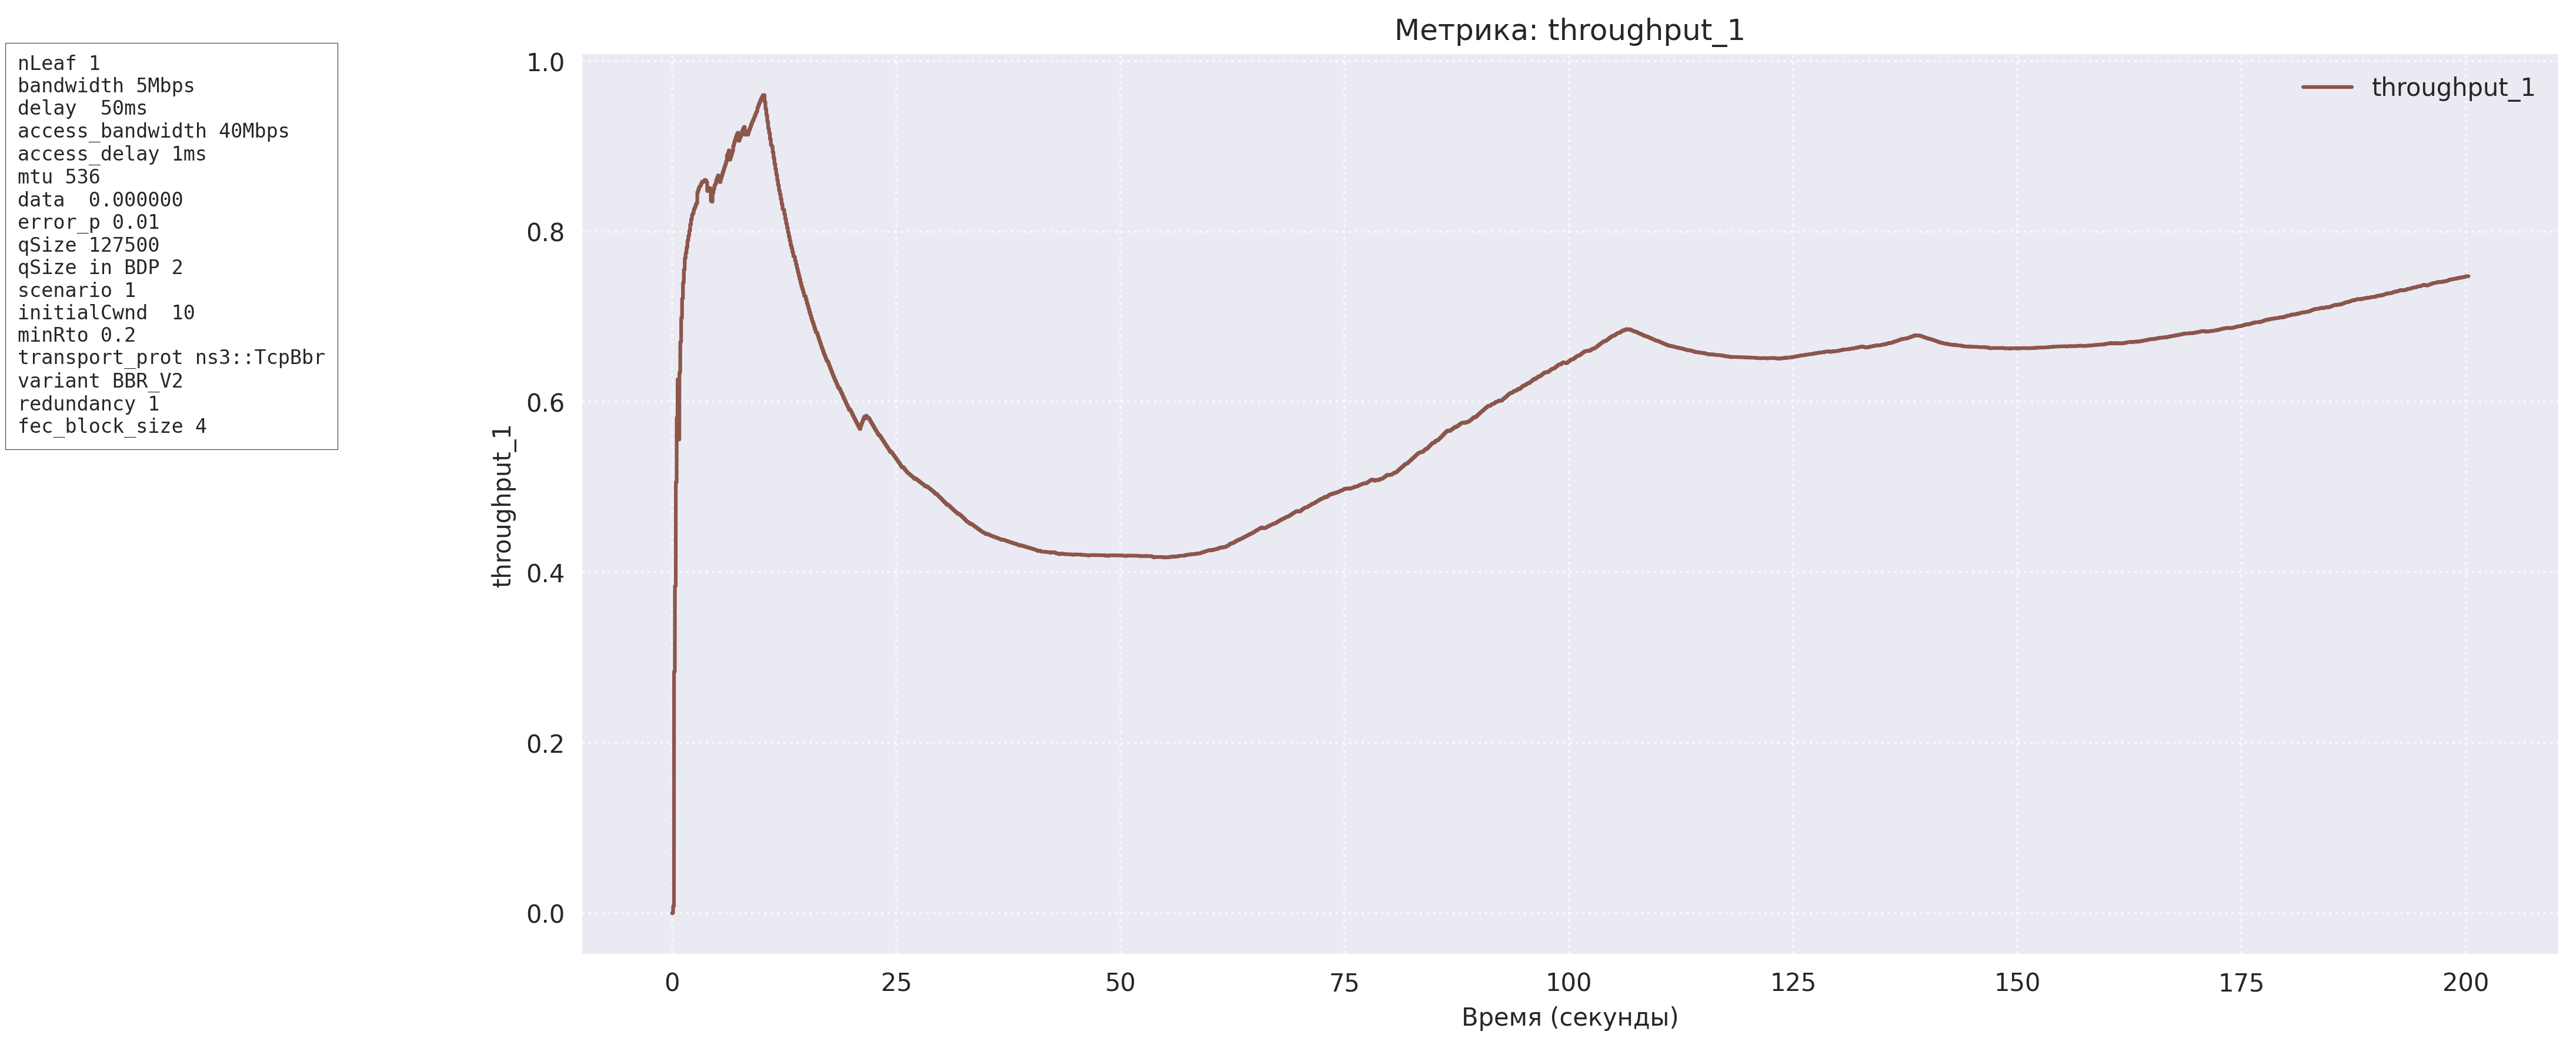 Метрика: throughput_1
nLeaf 1
bandwidth 5Mbps
delay  50ms
access_bandwidth 40Mbps
access_delay 1ms
mtu 536
data  0.000000
error_p 0.01
qSize 127500
qSize in BDP 2
scenario 1
initialCwnd  10
minRto 0.2
transport_prot ns3::TcpBbr
variant BBR_V2
redundancy 1
fec_block_size 4
throughput_1
throughput_1
1.0
0.8
0.6
0.4
0.2
0.0
0 25 50 75 100 125 150 175 200
Время (секунды)